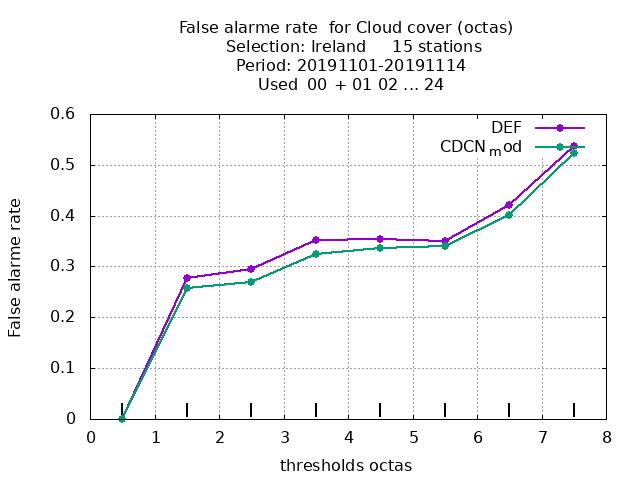 False alarme rate  for Cloud cover (octas)
Selection: Ireland     15 stations
Period: 20191101-20191114
Used  00  + 01 02 ... 24
DEF
CDCNmod
0.6
0.5
0.4
0.3
0.2
0.1
0
False alarme rate
0 1 2 3 4 5 6 7 8
thresholds octas